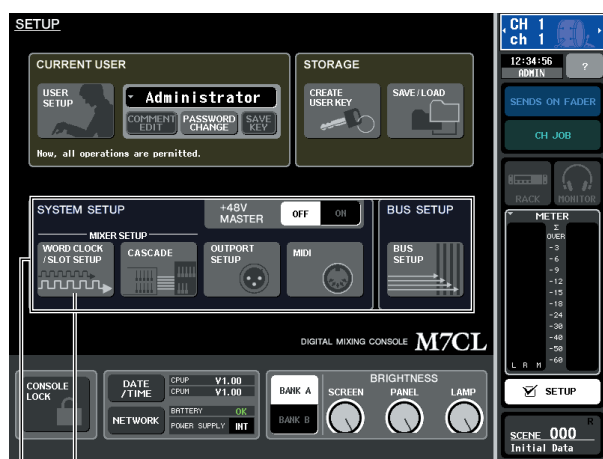 SETUP
CURRENT USER
USER
SETUP
Administrator
COMMENT
EDIT
PASSWORD
CHANGE
SAVE
KEY
Now, all operations are permitted.
STORAGE
CREATE
USER KEY
SAVE/LOAD
SYSTEM SETUP
+48V
MASTER
OFF
ON
BUS SETUP
MIXER SETUP
WORD CLOCK
/SLOT SETUP
CASCADE
OUTPORT
SETUP
MIDI
BUS
SETUP
DIGITAL MIXING CONSOLE M7CL
CONSOLE
LOCK
DATE
/TIME
CPUP V1.00
CPUM V1.00
NETWORK
BATTERY OK
POWER SUPPLY INT
BANK A
BANK B
BRIGHTNESS
SCREEN PANEL LAMP
CH 1
ch 1
12:34:56
ADMIN
?
SENDS ON FADER
CH JOB
RACK
MONITOR
METER
Σ
OVER
-3
-6
-9
-12
-15
-18
-24
-30
-40
-50
-60
L R M
SETUP
R
SCENE 000
Initial Data